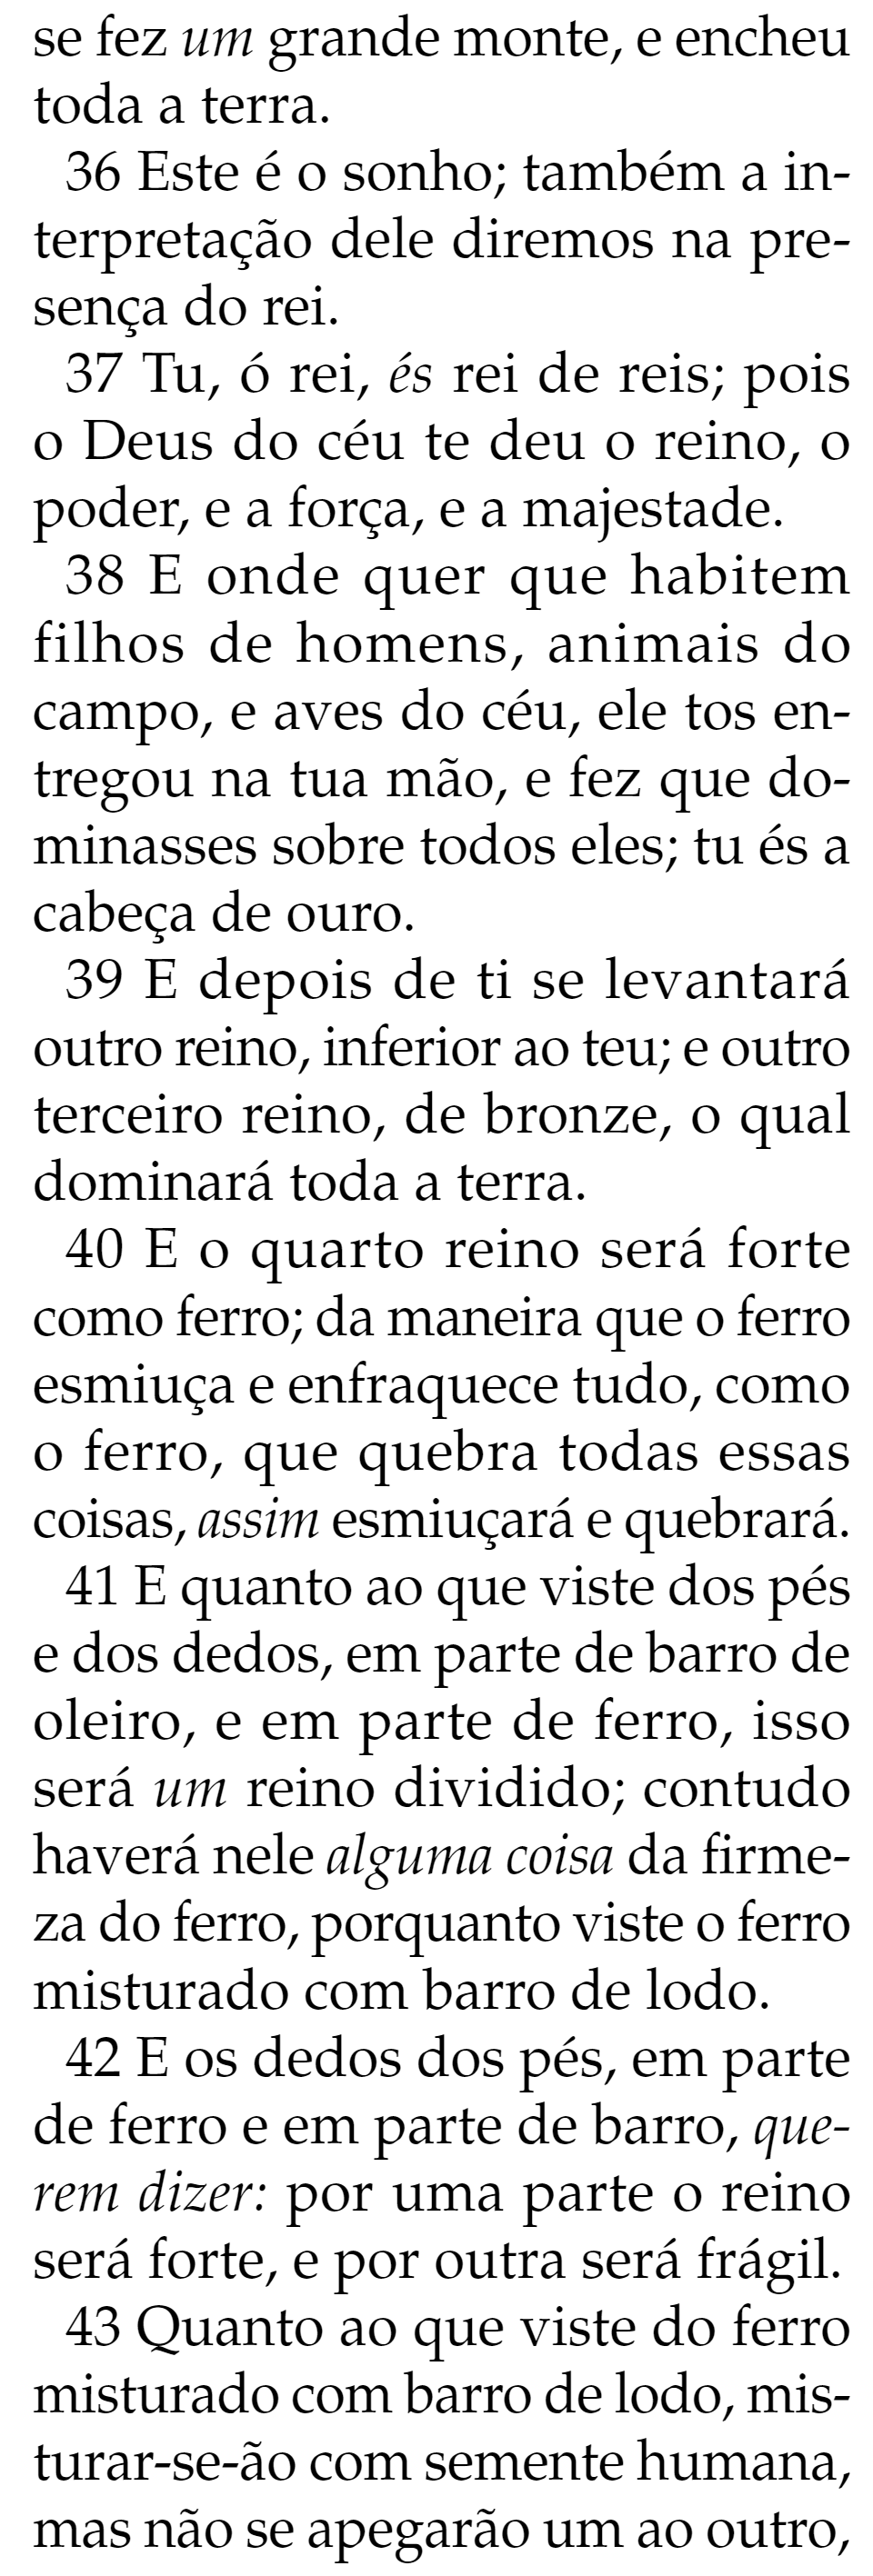 se fez um grande monte, e encheu
toda a terra.
36 Este é o sonho; também a in-
terpretação dele diremos na pre-
sença do rei.
37 Tu, ó rei, és rei de reis; pois
o Deus do céu te deu o reino, o
poder, e a força, e a majestade.
38 E onde quer que habitem
filhos de homens, animais do
campo, e aves do céu, ele tos en-
tregou na tua mão, e fez que do-
minasses sobre todos eles; tu és a
cabeça de ouro.
39 E depois de ti se levantará
outro reino, inferior ao teu; e outro
terceiro reino, de bronze, o qual
dominará toda a terra.
40 E o quarto reino será forte
como ferro; da maneira que o ferro
esmiuça e enfraquece tudo, como
o ferro, que quebra todas essas
coisas, assim esmiuçará e quebrará.
41 E quanto ao que viste dos pés
e dos dedos, em parte de barro de
oleiro, e em parte de ferro, isso
será um reino dividido; contudo
haverá nele alguma coisa da firme-
za do ferro, porquanto viste o ferro
misturado com barro de lodo.
42 E os dedos dos pés, em parte
de ferro e em parte de barro, que-
rem dizer: por uma parte o reino
será forte, e por outra será frágil.
43 Quanto ao que viste do ferro
misturado com barro de lodo, mis-
turar-se-ão com semente humana,
mas não se apegarão um ao outro,